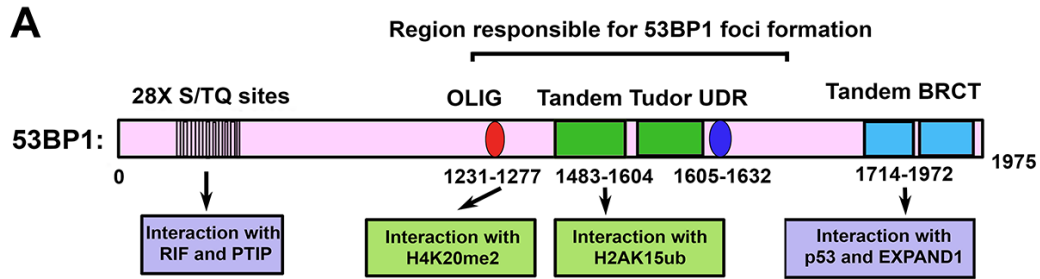 A
Region responsible for 53BP1 foci formation
28X S/TQ sites
OLIG
Tandem Tudor UDR
Tandem BRCT
53BP1:
0
1231-1277
1483-1604
1605-1632
1714-1972
1975
Interaction with
RIF and PTIP
Interaction with
H4K20me2
Interaction with
H2AK15ub
Interaction with
p53 and EXPAND1